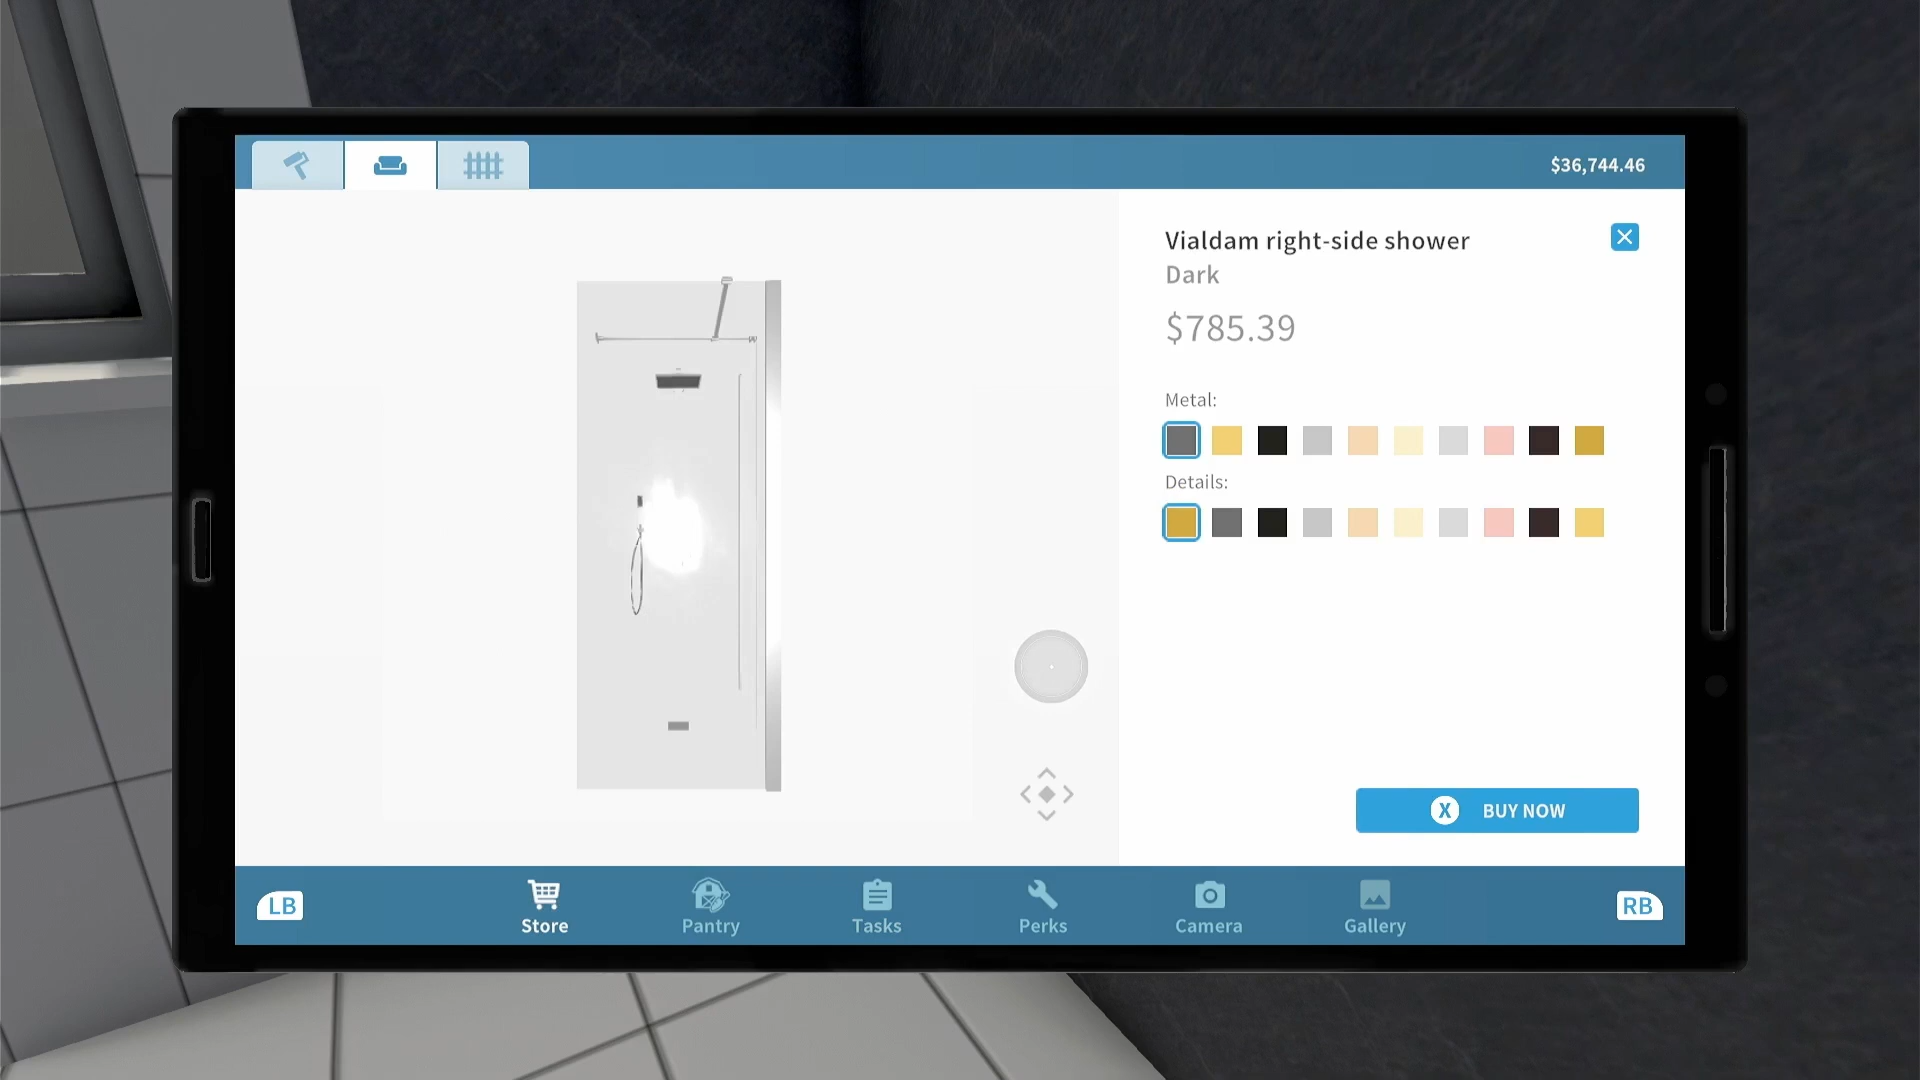 $36,744.46
Vialdam right-side shower
Dark
$785.39
Metal:
Details:
X BUY NOW
LB
Store
Pantry
Tasks
Perks
Camera
Gallery
RB